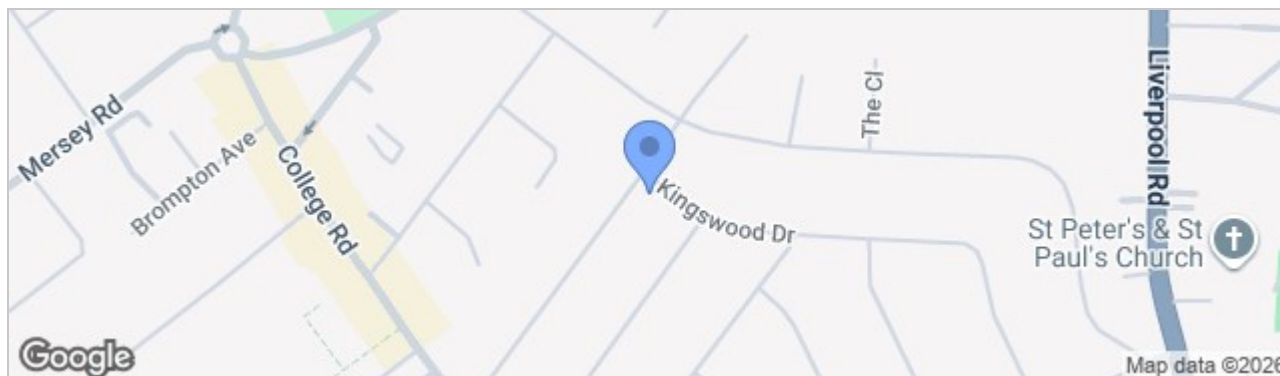 Mersey Rd
Brompton Ave
College Rd
Kingswood Dr
The Cl
Liverpool Rd
St Peter's & St
Paul's Church
Google
Map data ©2026